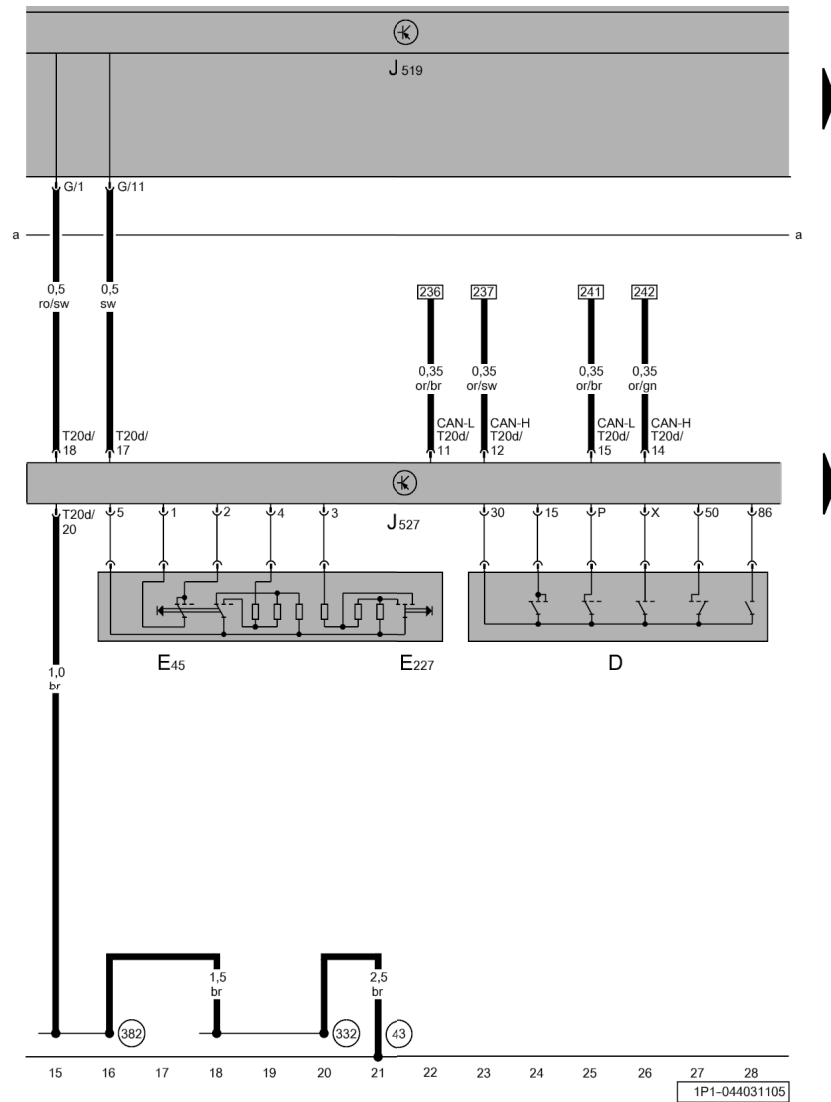 J 519
G/1 G/11
a a
0,5 0,5
ro/sw sw
236 237 241 242
0,35 0,35 0,35 0,35
or/br or/sw or/br or/gn
CAN-L CAN-H CAN-L CAN-H
T20d/ T20d/ T20d/ T20d/ T20d/ T20d/
18 17 11 12 15 14
T20d/ 5 1 2 4 3 J 527 30 15 P X 50 86
20
E45 E227 D
1,0
br
1,5 2,5
br br
382 332 43
15 16 17 18 19 20 21 22 23 24 25 26 27 28
1P1-044031105